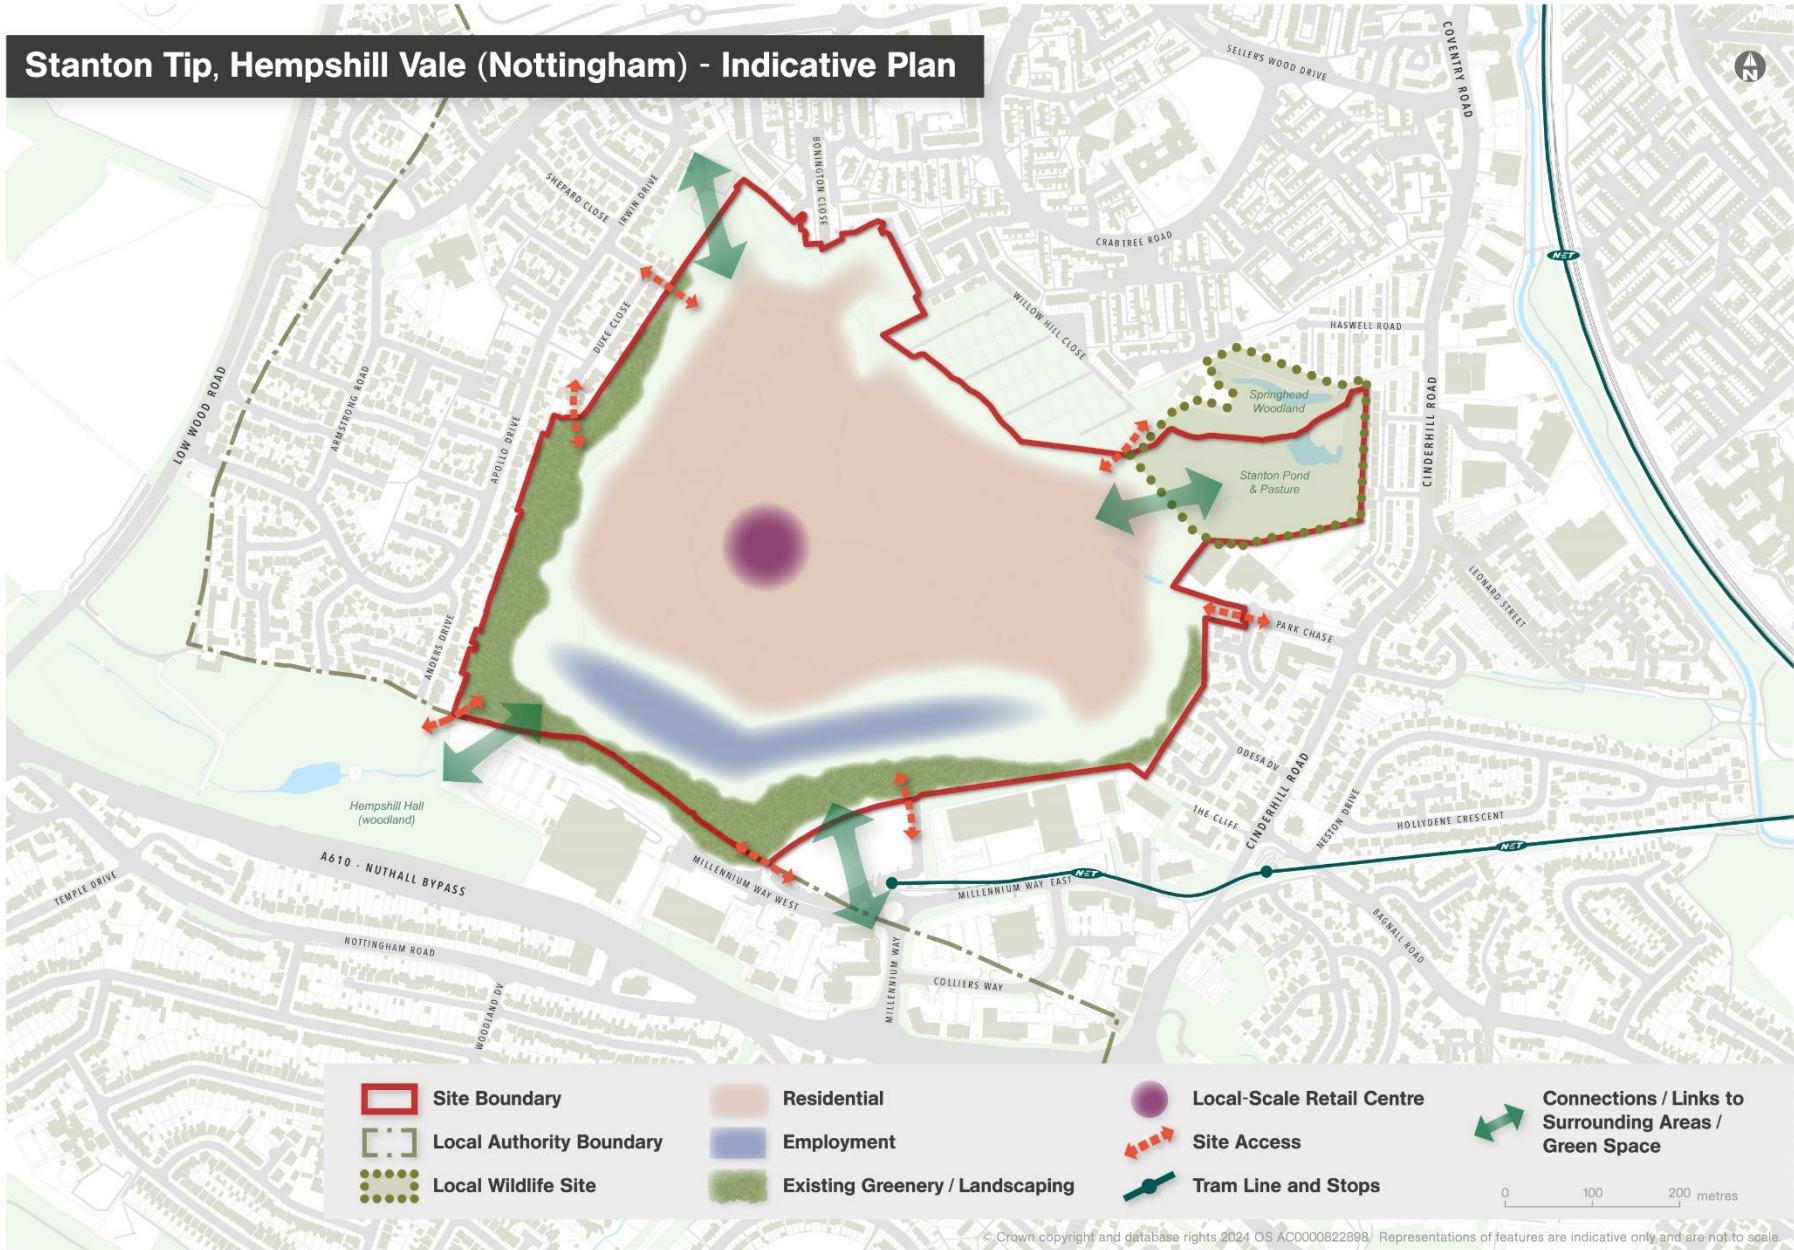 Stanton Tip, Hempshill Vale (Nottingham) - Indicative Plan
N
COVENTRY ROAD
SELLER'S WOOD DRIVE
BONINGTON CLOSE
SHEPARD CLOSE
IRWIN DRIVE
CRABTREE ROAD
NET
DUKE CLOSE
WILLOW HILL CLOSE
HASWELL ROAD
LOW WOOD ROAD
ARMSTRONG ROAD
APOLLO DRIVE
Springhead
Woodland
CINDERHILL ROAD
Stanton Pond
& Pasture
LEONARD STREET
PARK CHASE
ANDERS DRIVE
ODESA DV
CINDERHILL ROAD
Hempshill Hall
(woodland)
THE CLIFF
NESTON DRIVE
HOLLYDENE CRESCENT
NET
A610 - NUTHALL BYPASS
TEMPLE DRIVE
MILLENNIUM WAY WEST
NET
MILLENNIUM WAY EAST
BAGNALL ROAD
NOTTINGHAM ROAD
MILLENNIUM WAY
COLLIERS WAY
WOODLAND DV
Site Boundary
Local Authority Boundary
Local Wildlife Site
Residential
Employment
Existing Greenery / Landscaping
Local-Scale Retail Centre
Site Access
Tram Line and Stops
Connections / Links to
Surrounding Areas /
Green Space
0 100 200 metres
© Crown copyright and database rights 2024 OS AC0000822898. Representations of features are indicative only and are not to scale.